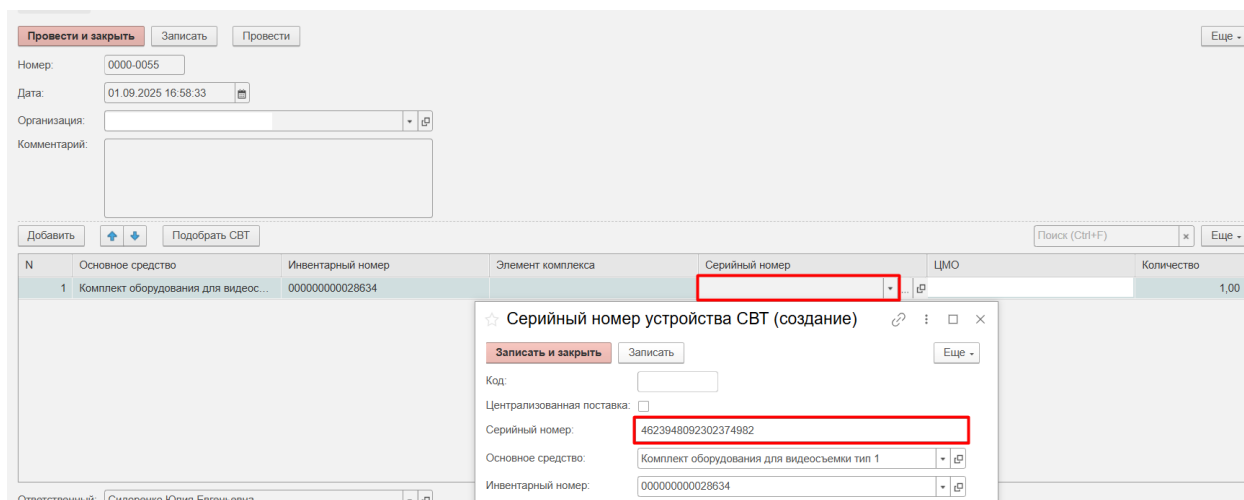 Провести и закрыть Записать Провести Еще
Номер: 0000-0055
Дата: 01.09.2025 16:58:33
Организация:
Комментарий:
Добавить Подобрать СВТ Поиск (Ctrl+F) × Еще
N Основное средство Инвентарный номер Элемент комплекса Серийный номер ЦМО Количество
1 Комплект оборудования для видеос... 000000000028634 ... 1,00
Серийный номер устройства СВТ (создание)
Записать и закрыть Записать Еще
Код:
Централизованная поставка:
Серийный номер: 4623948092302374982
Основное средство: Комплект оборудования для видеосъемки тип 1
Инвентарный номер: 000000000028634
Ответственный: Сидоренко Юлия Евгеньевна